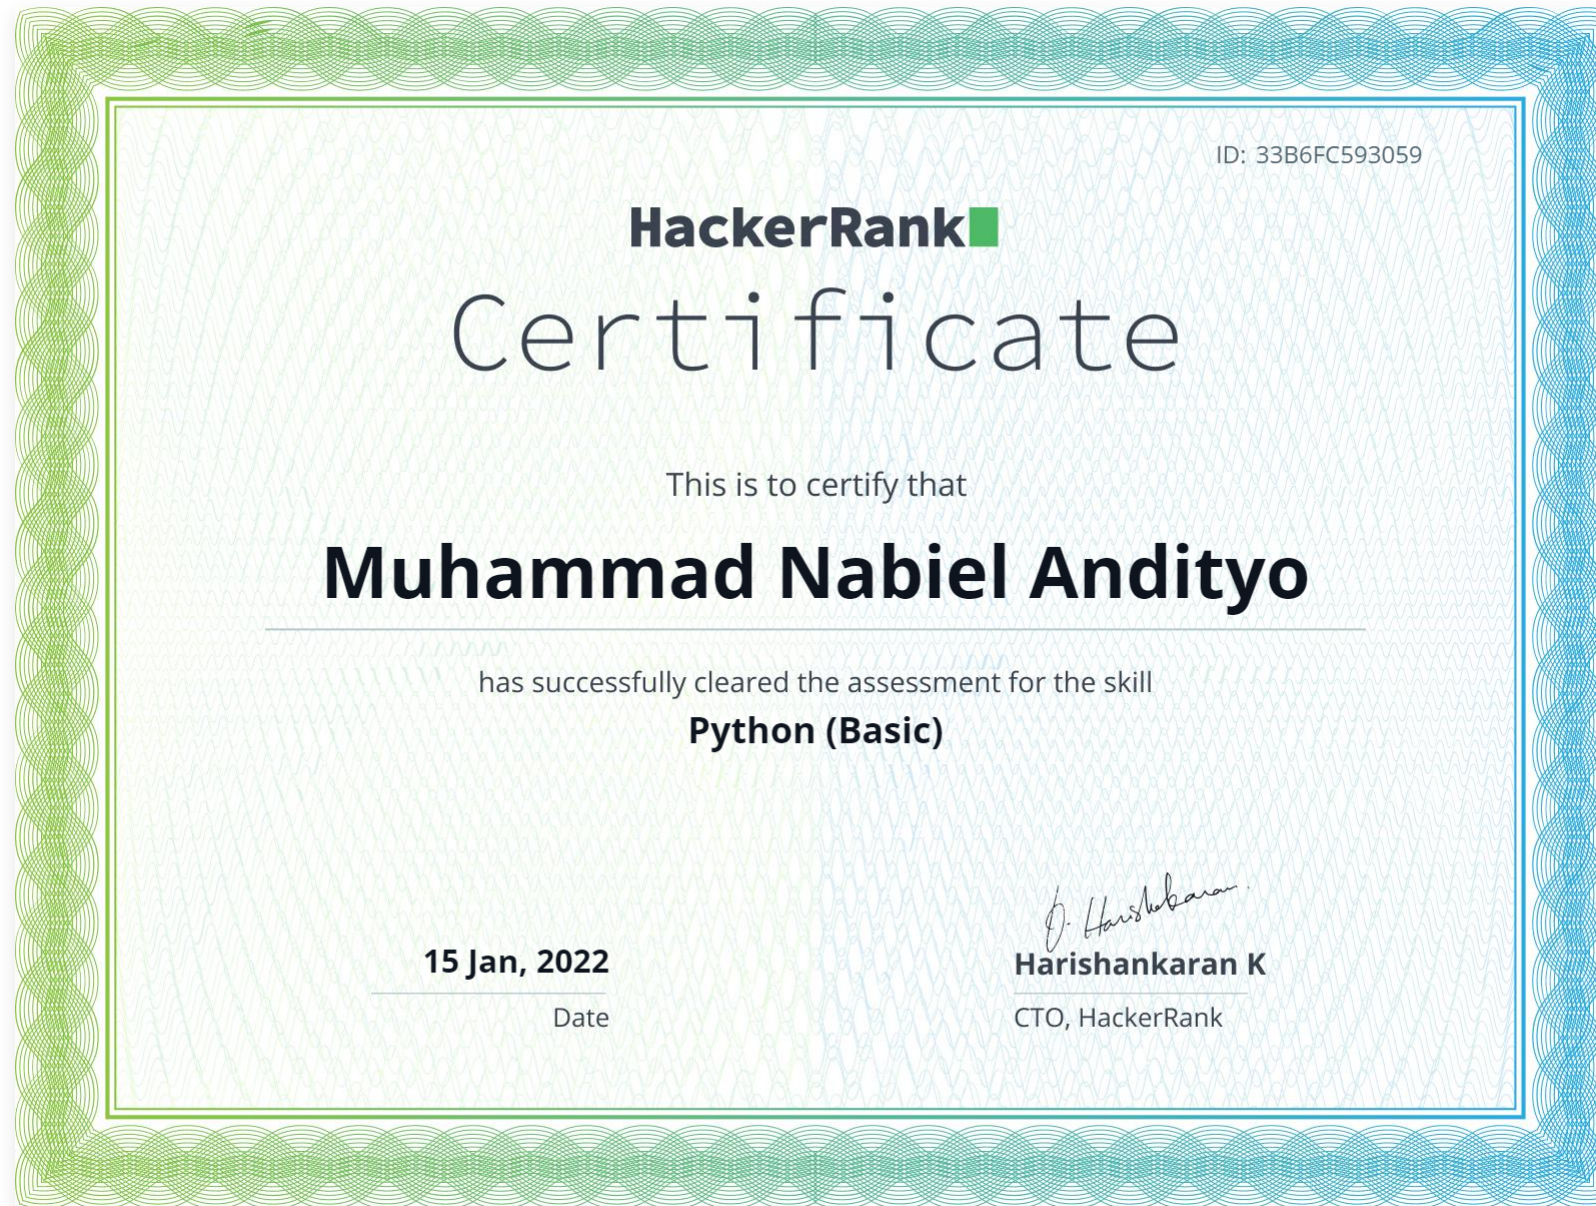 ID: 33B6FC593059
HackerRank
Certificate
This is to certify that
Muhammad Nabiel Andityo
has successfully cleared the assessment for the skill
Python (Basic)
15 Jan, 2022
Date
Harishankaran K
CTO, HackerRank